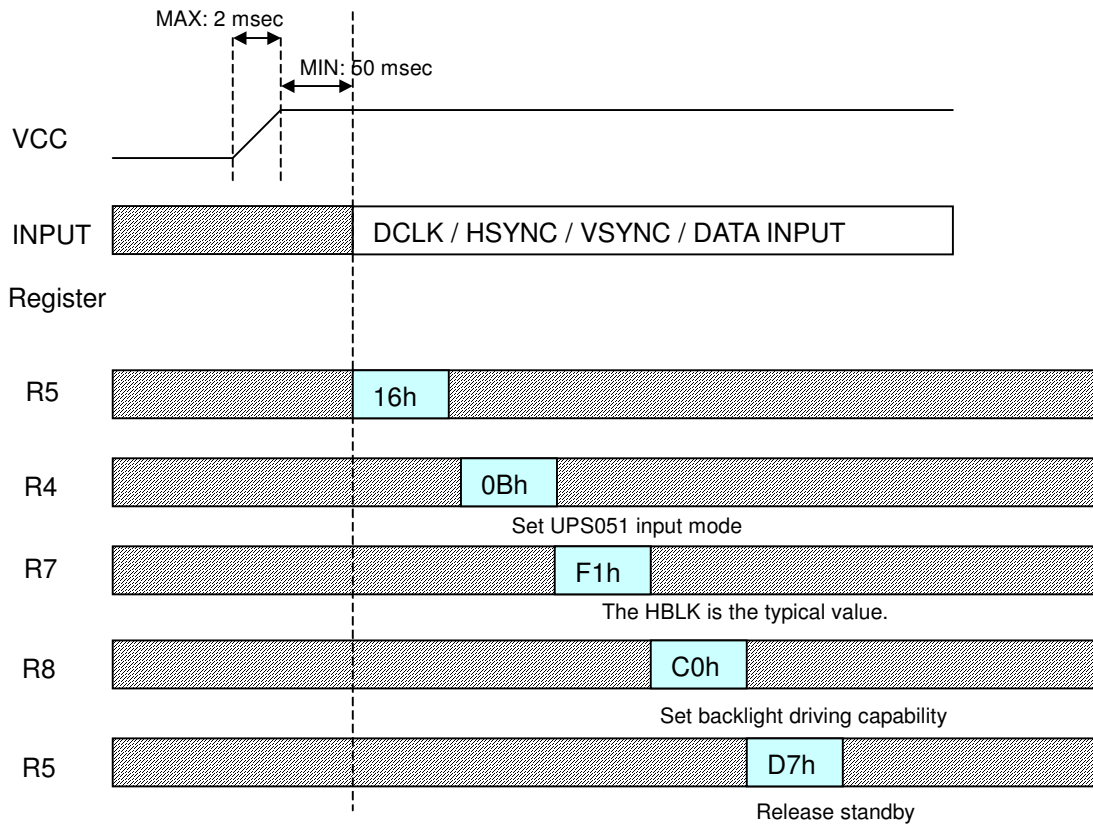 MAX: 2 msec
MIN: 50 msec
VCC
INPUT
DCLK / HSYNC / VSYNC / DATA INPUT
Register
R5
16h
R4
0Bh
Set UPS051 input mode
R7
F1h
The HBLK is the typical value.
R8
C0h
Set backlight driving capability
R5
D7h
Release standby